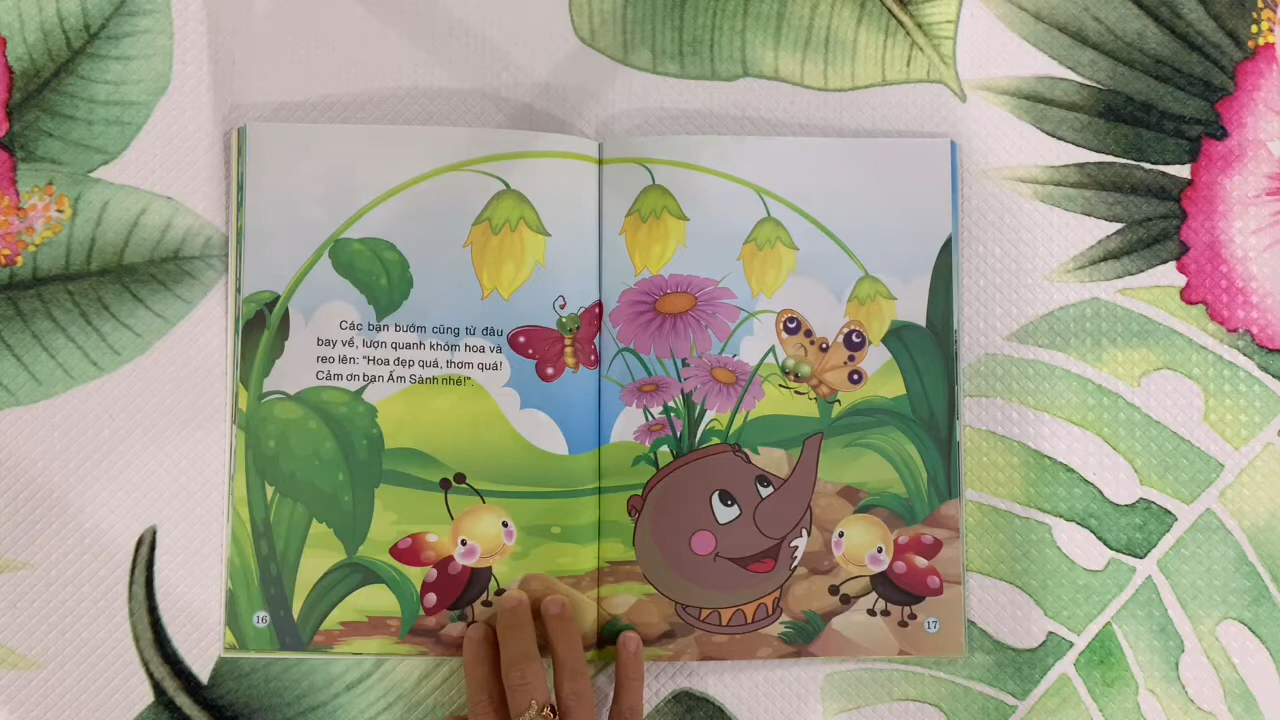 Các bạn bướm cũng từ đâu
bay về, lượn quanh khóm hoa và
reo lên: “Hoa đẹp quá, thơm quá!
Cảm ơn bạn Ấm Sành nhé!”.
16
17